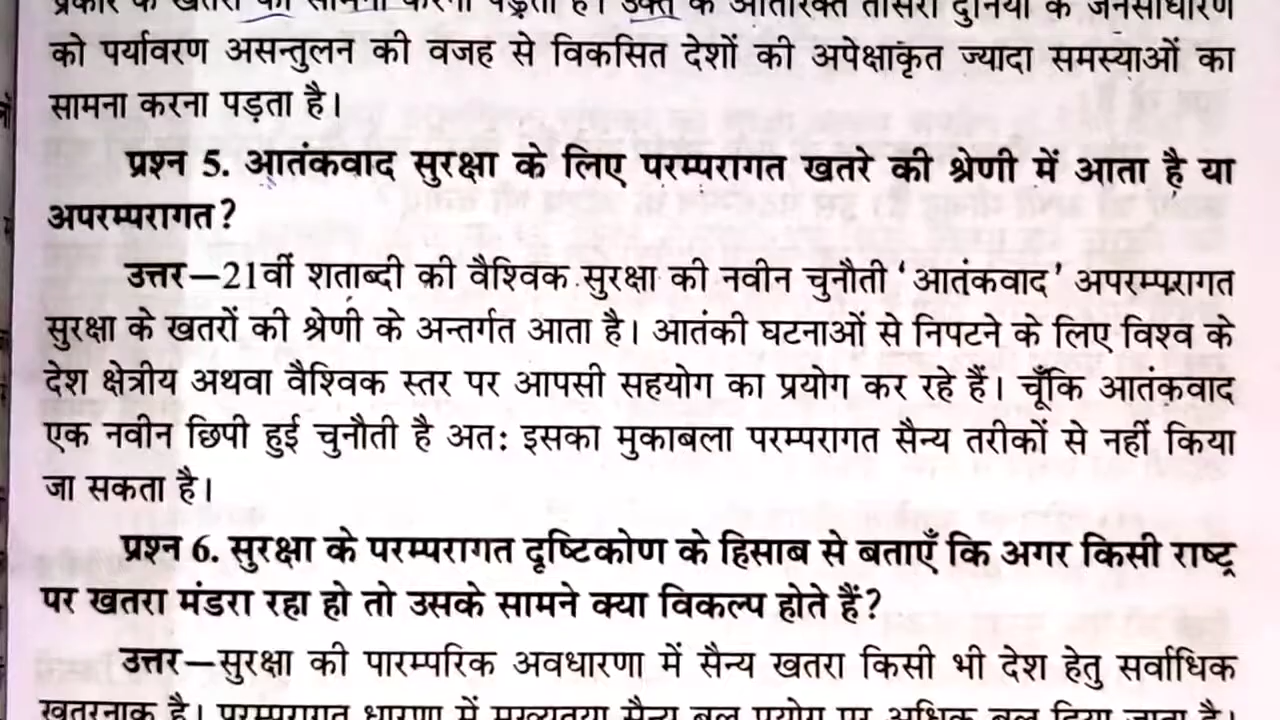 प्रकार के खतरों का सामना करना पड़ता है। उक्त के अतिरिक्त तीसरी दुनिया के जनसाधारण
को पर्यावरण असन्तुलन की वजह से विकसित देशों की अपेक्षाकृत ज्यादा समस्याओं का
सामना करना पड़ता है।
प्रश्न 5. आतंकवाद सुरक्षा के लिए परम्परागत खतरे की श्रेणी में आता है या
अपरम्परागत?
उत्तर—21वीं शताब्दी की वैश्विक सुरक्षा की नवीन चुनौती ‘आतंकवाद’ अपरम्परागत
सुरक्षा के खतरों की श्रेणी के अन्तर्गत आता है। आतंकी घटनाओं से निपटने के लिए विश्व के
देश क्षेत्रीय अथवा वैश्विक स्तर पर आपसी सहयोग का प्रयोग कर रहे हैं। चूँकि आतंकवाद
एक नवीन छिपी हुई चुनौती है अतः इसका मुकाबला परम्परागत सैन्य तरीकों से नहीं किया
जा सकता है।
प्रश्न 6. सुरक्षा के परम्परागत दृष्टिकोण के हिसाब से बताएँ कि अगर किसी राष्ट्र
पर खतरा मंडरा रहा हो तो उसके सामने क्या विकल्प होते हैं?
उत्तर—सुरक्षा की पारम्परिक अवधारणा में सैन्य खतरा किसी भी देश हेतु सर्वाधिक
खतरनाक है। परम्परागत धारणा में मुख्यतया सैन्य बल प्रयोग पर अधिक बल दिया जाता है।